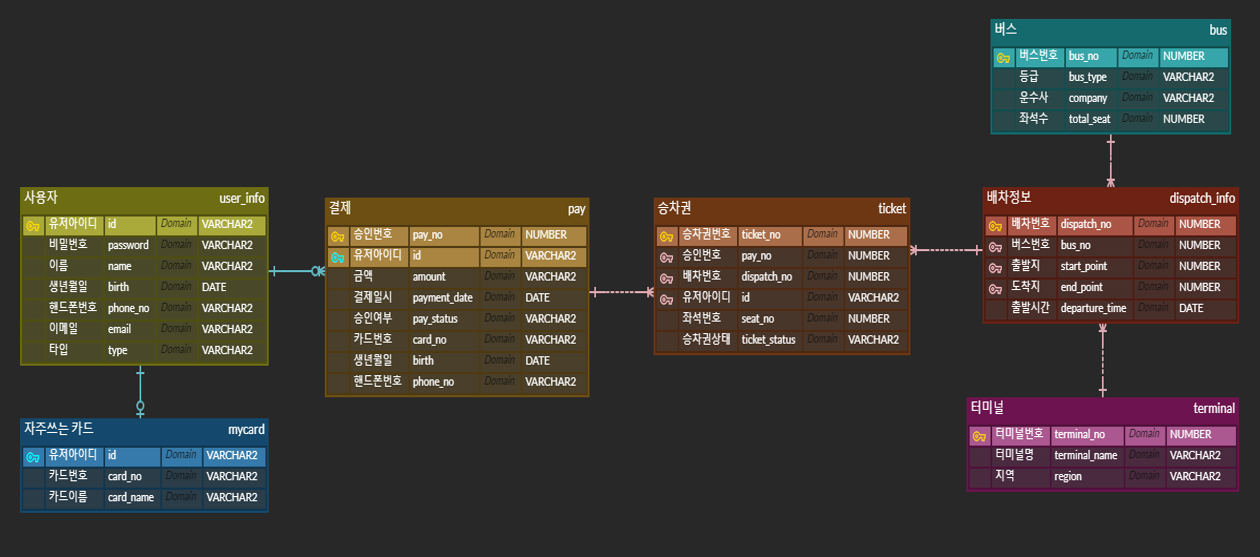 버스 bus
버스번호 bus_no Domain NUMBER
등급 bus_type Domain VARCHAR2
운수사 company Domain VARCHAR2
좌석수 total_seat Domain NUMBER
사용자 user_info
유저아이디 id Domain VARCHAR2
비밀번호 password Domain VARCHAR2
이름 name Domain VARCHAR2
생년월일 birth Domain DATE
핸드폰번호 phone_no Domain VARCHAR2
이메일 email Domain VARCHAR2
타입 type Domain VARCHAR2
결제 pay
승인번호 pay_no Domain NUMBER
유저아이디 id Domain VARCHAR2
금액 amount Domain VARCHAR2
결제일시 payment_date Domain DATE
승인여부 pay_status Domain VARCHAR2
카드번호 card_no Domain VARCHAR2
생년월일 birth Domain DATE
핸드폰번호 phone_no Domain VARCHAR2
승차권 ticket
승차권번호 ticket_no Domain NUMBER
승인번호 pay_no Domain NUMBER
배차번호 dispatch_no Domain NUMBER
유저아이디 id Domain VARCHAR2
좌석번호 seat_no Domain NUMBER
승차권상태 ticket_status Domain VARCHAR2
배차정보 dispatch_info
배차번호 dispatch_no Domain NUMBER
버스번호 bus_no Domain NUMBER
출발지 start_point Domain NUMBER
도착지 end_point Domain NUMBER
출발시간 departure_time Domain DATE
자주쓰는 카드 mycard
유저아이디 id Domain VARCHAR2
카드번호 card_no Domain VARCHAR2
카드이름 card_name Domain VARCHAR2
터미널 terminal
터미널번호 terminal_no Domain NUMBER
터미널명 terminal_name Domain VARCHAR2
지역 region Domain VARCHAR2